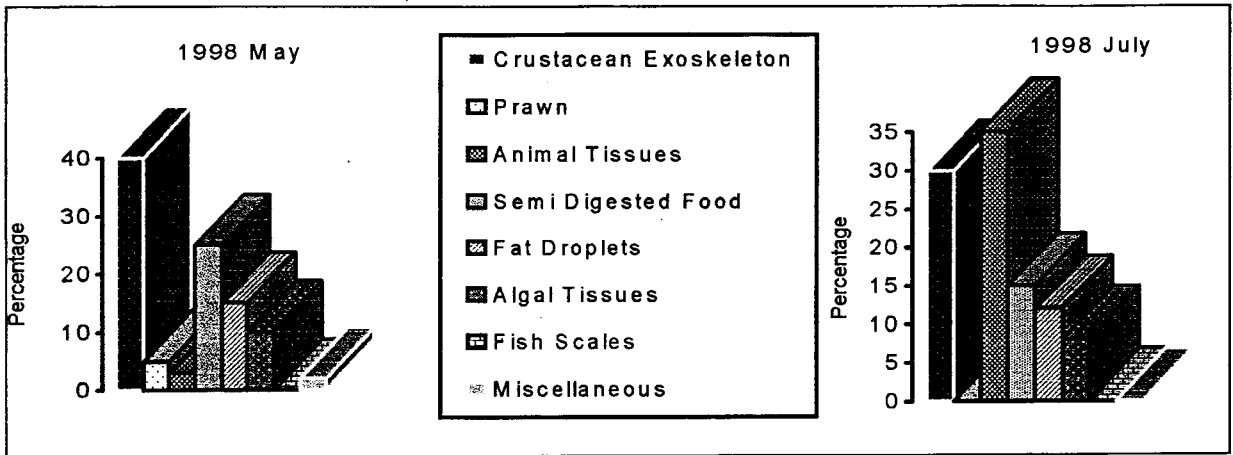 1998 May
Percentage
40
30
20
10
0
Crustacean Exoskeleton
Prawn
Animal Tissues
Semi Digested Food
Fat Droplets
Algal Tissues
Fish Scales
Miscellaneous
1998 July
Percentage
35
30
25
20
15
10
5
0